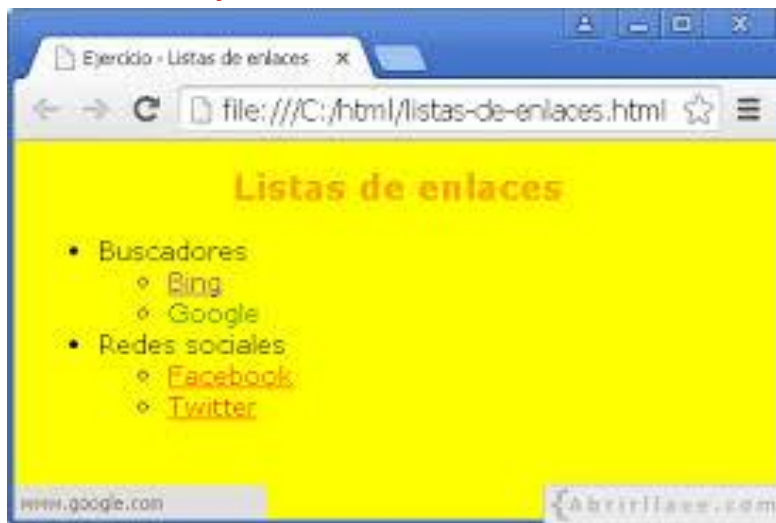 Ejercicio - Listas de enlaces
file:///C:/html/listas-de-enlaces.html
Listas de enlaces
Buscadores
Bing
Google
Redes sociales
Facebook
Twitter
www.google.com
{Abrirllave.com